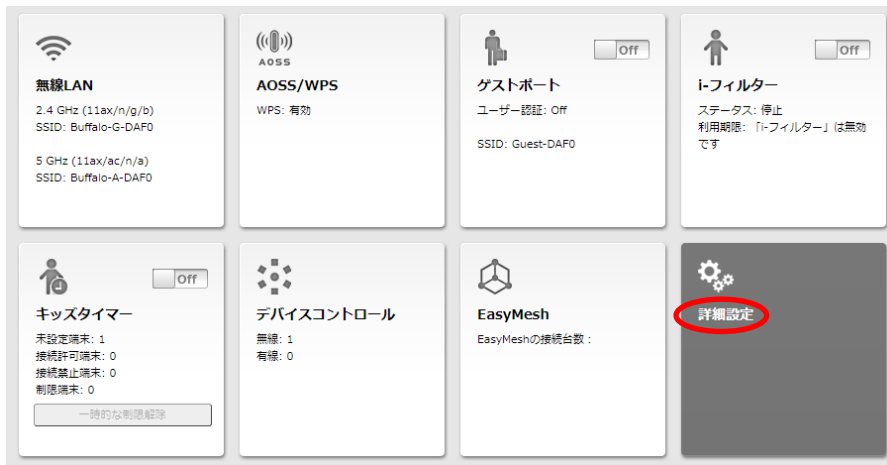 無線LAN
2.4 GHz (11ax/n/g/b)
SSID: Buffalo-G-DAF0
5 GHz (11ax/ac/n/a)
SSID: Buffalo-A-DAF0
AOSS
AOSS/WPS
WPS: 有効
Off
ゲストポート
ユーザー認証: Off
SSID: Guest-DAF0
Off
i-フィルター
ステータス: 停止
利用期限: 「i-フィルター」は無効
です
Off
キッズタイマー
未設定端末: 1
接続許可端末: 0
接続禁止端末: 0
制限端末: 0
一時的な制限解除
デバイスコントロール
無線: 1
有線: 0
EasyMesh
EasyMeshの接続台数 :
詳細設定